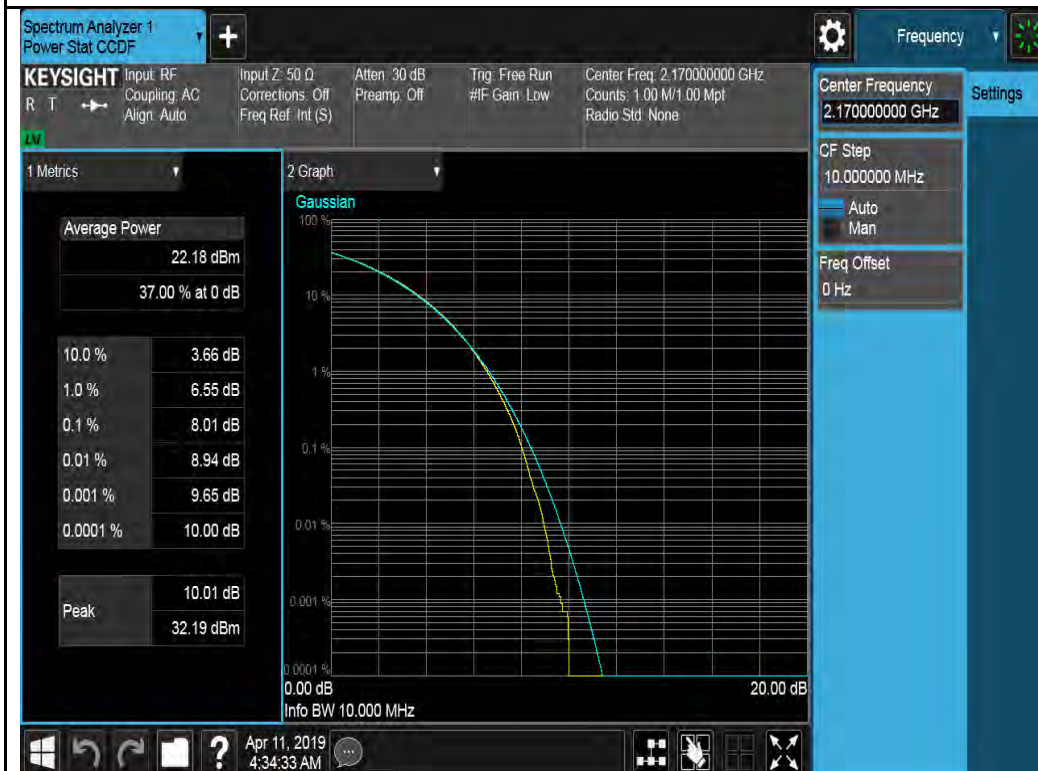 Spectrum Analyzer 1
Power Stat CCDF
+
Frequency
KEYSIGHT
R T
LNI
Input: RF
Coupling: AC
Align: Auto
Input Z: 50 Ω
Corrections: Off
Freq Ref: Int (S)
Atten: 30 dB
Preamp: Off
Trig: Free Run
#IF Gain: Low
Center Freq: 2.170000000 GHz
Counts: 1.00 M/1.00 Mpt
Radio Std: None
Center Frequency
2.170000000 GHz
Settings
CF Step
10.000000 MHz
Auto
Man
Freq Offset
0 Hz
1 Metrics
Average Power
22.18 dBm
37.00 % at 0 dB
10.0 % 3.66 dB
1.0 % 6.55 dB
0.1 % 8.01 dB
0.01 % 8.94 dB
0.001 % 9.65 dB
0.0001 % 10.00 dB
Peak
10.01 dB
32.19 dBm
2 Graph
Gaussian
100 %
10 %
1 %
0.1 %
0.01 %
0.001 %
0.0001 %
0.00 dB 20.00 dB
Info BW 10.000 MHz
?
Apr 11, 2019
4:34:33 AM